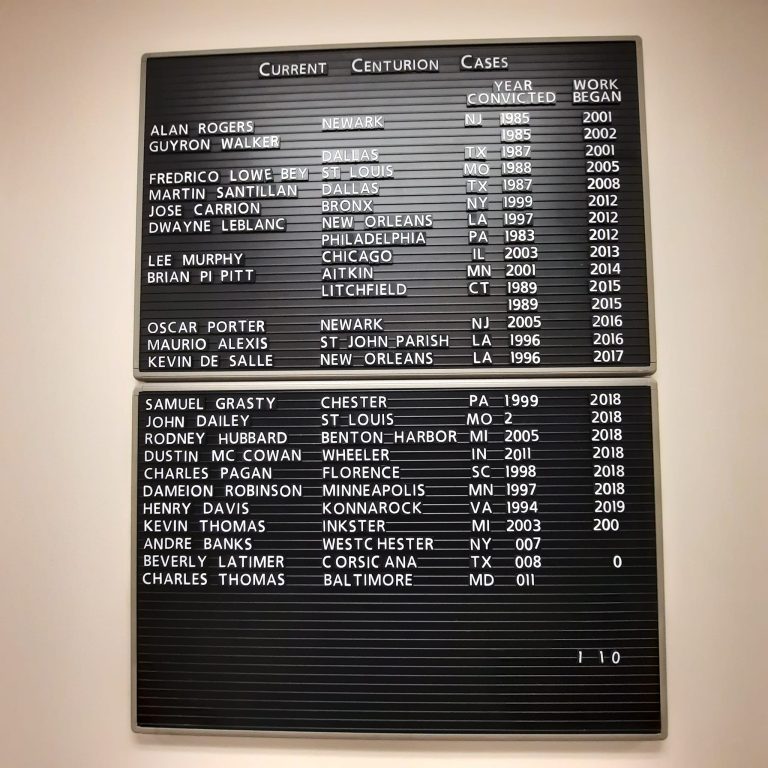 Current Centurion Cases
YEAR WORK
CONVICTED BEGAN
ALAN ROGERS NEWARK NJ 1985 2001
GUYRON WALKER 1985 2002
DALLAS TX 1987 2001
FREDRICO LOWE BEY ST LOUIS MO 1988 2005
MARTIN SANTILLAN DALLAS TX 1987 2008
JOSE CARRION BRONX NY 1999 2012
DWAYNE LEBLANC NEW ORLEANS LA 1997 2012
PHILADELPHIA PA 1983 2012
LEE MURPHY CHICAGO IL 2003 2013
BRIAN PI PITT AITKIN MN 2001 2014
LITCHFIELD CT 1989 2015
1989 2015
OSCAR PORTER NEWARK NJ 2005 2016
MAURIO ALEXIS ST JOHN PARISH LA 1996 2016
KEVIN DE SALLE NEW ORLEANS LA 1996 2017
SAMUEL GRASTY CHESTER PA 1999 2018
JOHN DAILEY ST LOUIS MO 2 2018
RODNEY HUBBARD BENTON HARBOR MI 2005 2018
DUSTIN MC COWAN WHEELER IN 2011 2018
CHARLES PAGAN FLORENCE SC 1998 2018
DAMEION ROBINSON MINNEAPOLIS MN 1997 2018
HENRY DAVIS KONNAROCK VA 1994 2019
KEVIN THOMAS INKSTER MI 2003 200
ANDRE BANKS WESTCHESTER NY 007
BEVERLY LATIMER CORSICANA TX 008 0
CHARLES THOMAS BALTIMORE MD 011
1 1 0